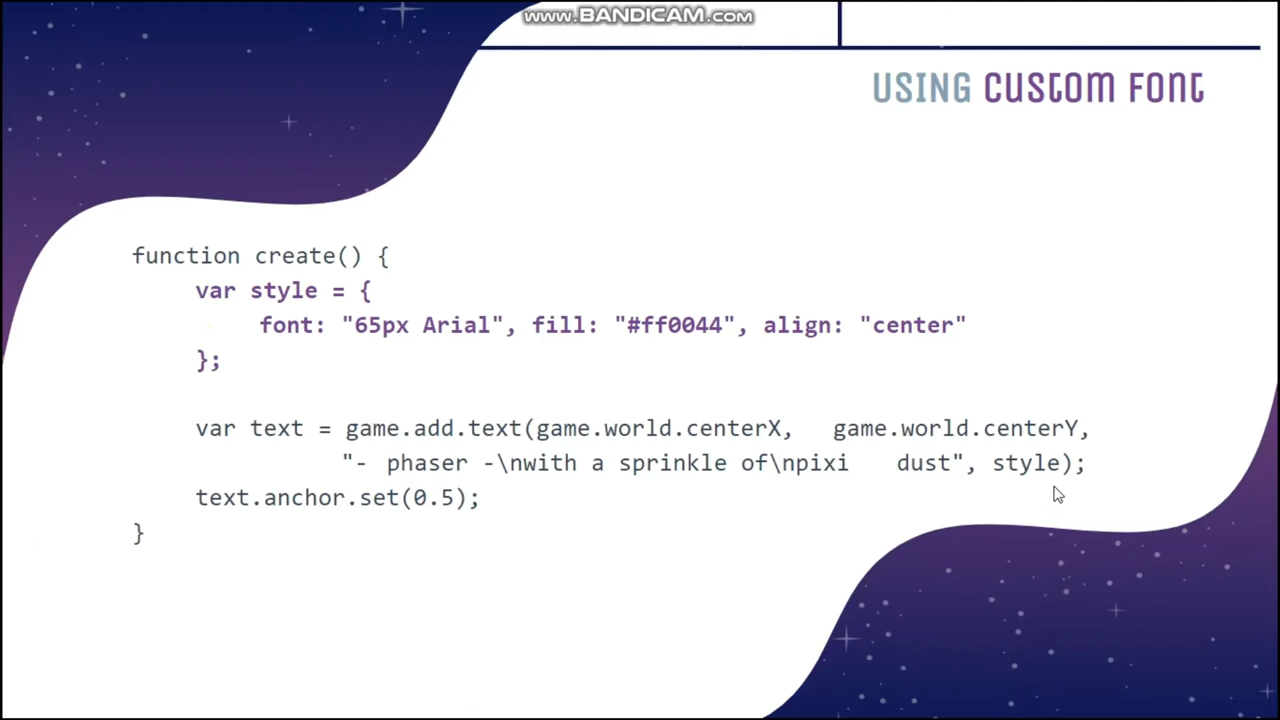 www.BANDICAM.com
USING CUSTOM FONT
function create() {
var style = {
font: "65px Arial", fill: "#ff0044", align: "center"
};
var text = game.add.text(game.world.centerX, game.world.centerY,
"- phaser -\nwith a sprinkle of\npixi dust", style);
text.anchor.set(0.5);
}